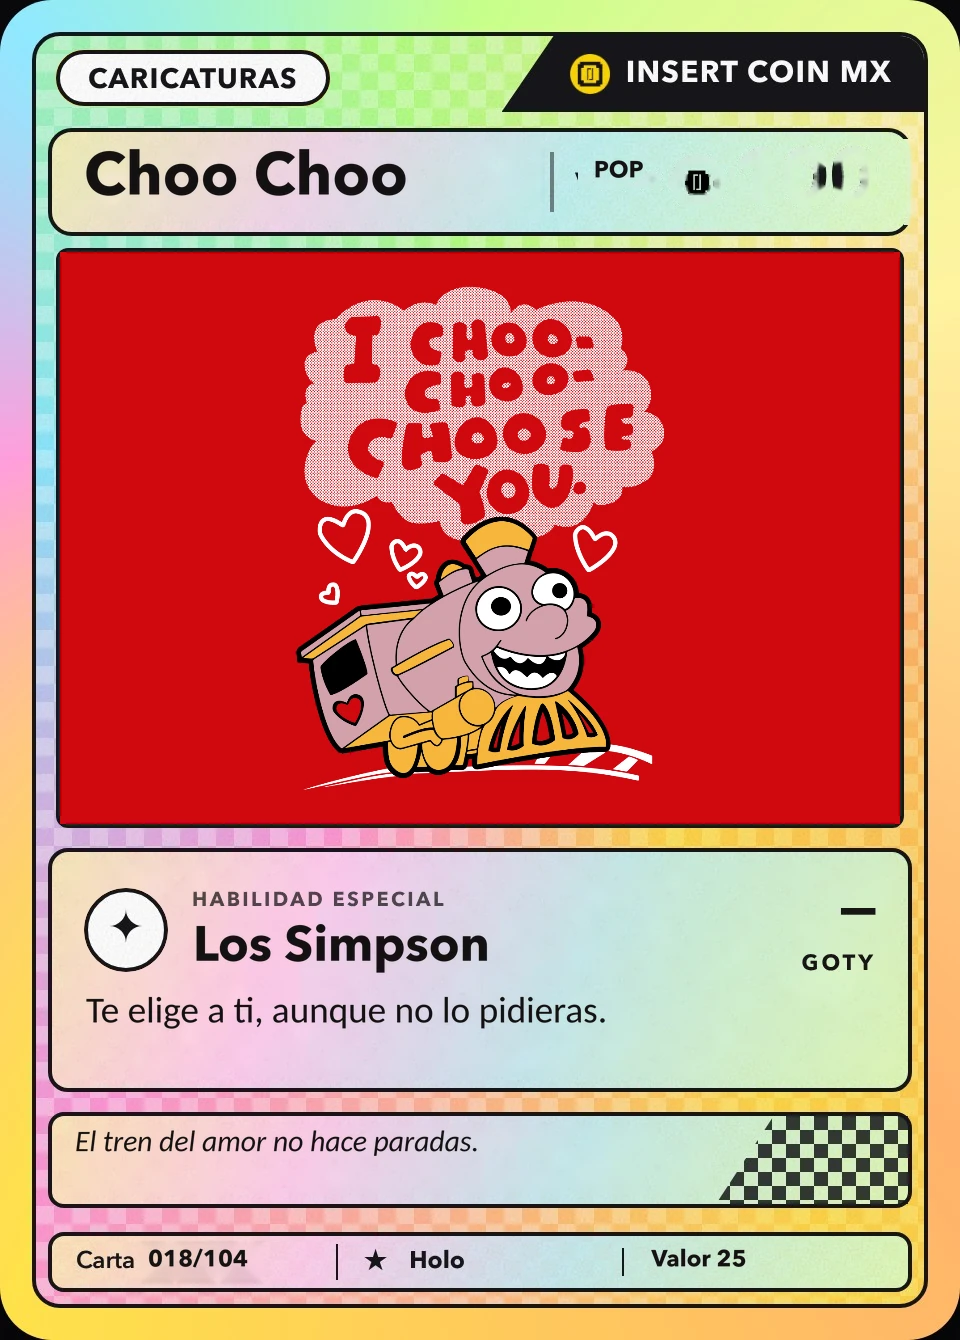 CARICATURAS
INSERT COIN MX
Choo Choo
POP
I CHOO-
CHOO-
CHOOSE
YOU.
HABILIDAD ESPECIAL
Los Simpson
—
GOTY
Te elige a ti, aunque no lo pidieras.
El tren del amor no hace paradas.
Carta 018/104
★ Holo
Valor 25